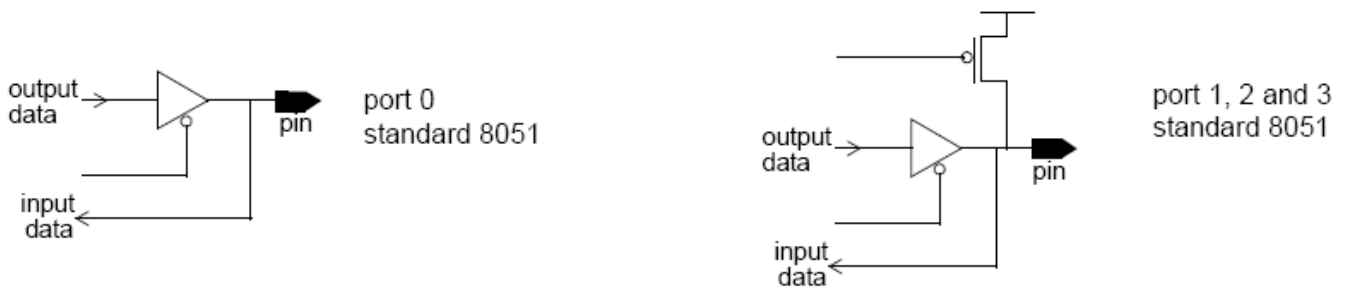 output
data
pin
input
data
port 0
standard 8051
output
data
pin
input
data
port 1, 2 and 3
standard 8051